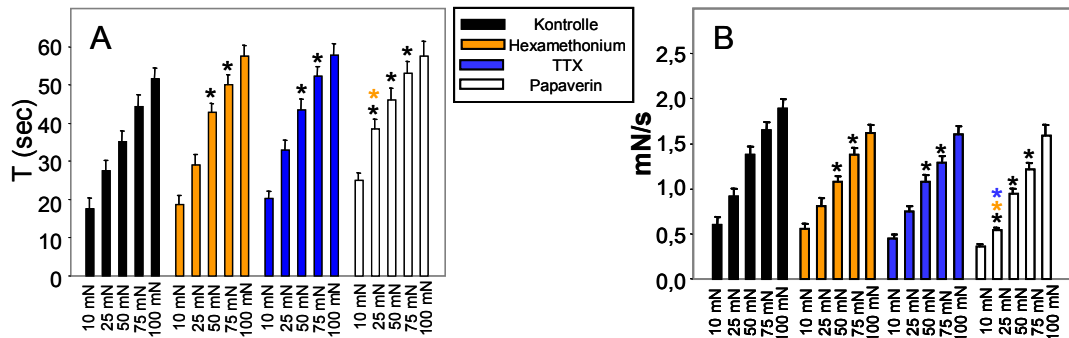 A
T (sec)
60
50
40
30
20
10
0
10 mN
25 mN
50 mN
75 mN
100 mN
10 mN
25 mN
50 mN
75 mN
100 mN
10 mN
25 mN
50 mN
75 mN
100 mN
10 mN
25 mN
50 mN
75 mN
100 mN
* *
* *
* * * *
Kontrolle
Hexamethonium
TTX
Papaverin
B
mN/s
2,5
2,0
1,5
1,0
0,5
0,0
10 mN
25 mN
50 mN
75 mN
100 mN
10 mN
25 mN
50 mN
75 mN
100 mN
10 mN
25 mN
50 mN
75 mN
100 mN
10 mN
25 mN
50 mN
75 mN
100 mN
* *
* *
* * * * *